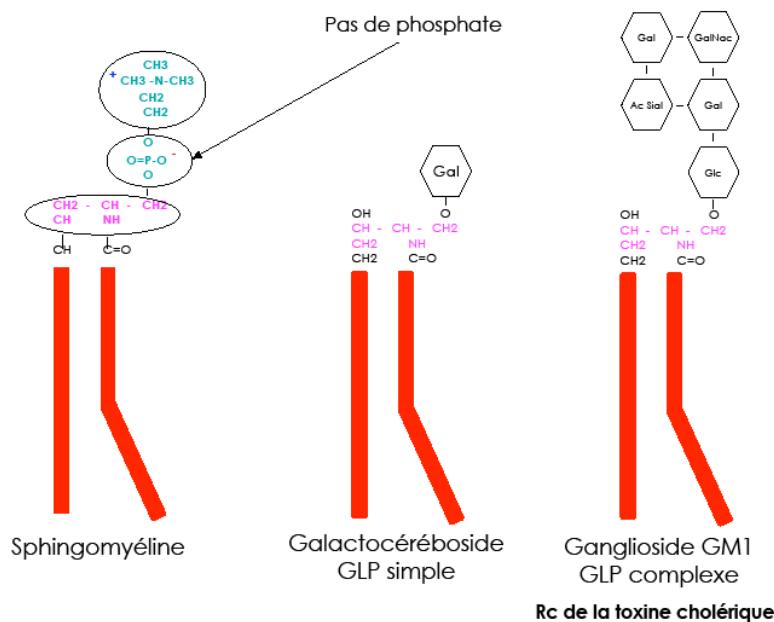 Pas de phosphate
CH3
+
CH3 -N-CH3
CH2
CH2
O
O=P-O -
O
CH2 - CH - CH2
CH NH
CH C=O
Sphingomyéline
Gal
OH O
CH - CH - CH2
CH2 NH
CH2 C=O
Galactocéréboside
GLP simple
Gal GalNac
Ac Sial Gal
Glc
OH O
CH - CH - CH2
CH2 NH
CH2 C=O
Ganglioside GM1
GLP complexe
Rc de la toxine cholérique